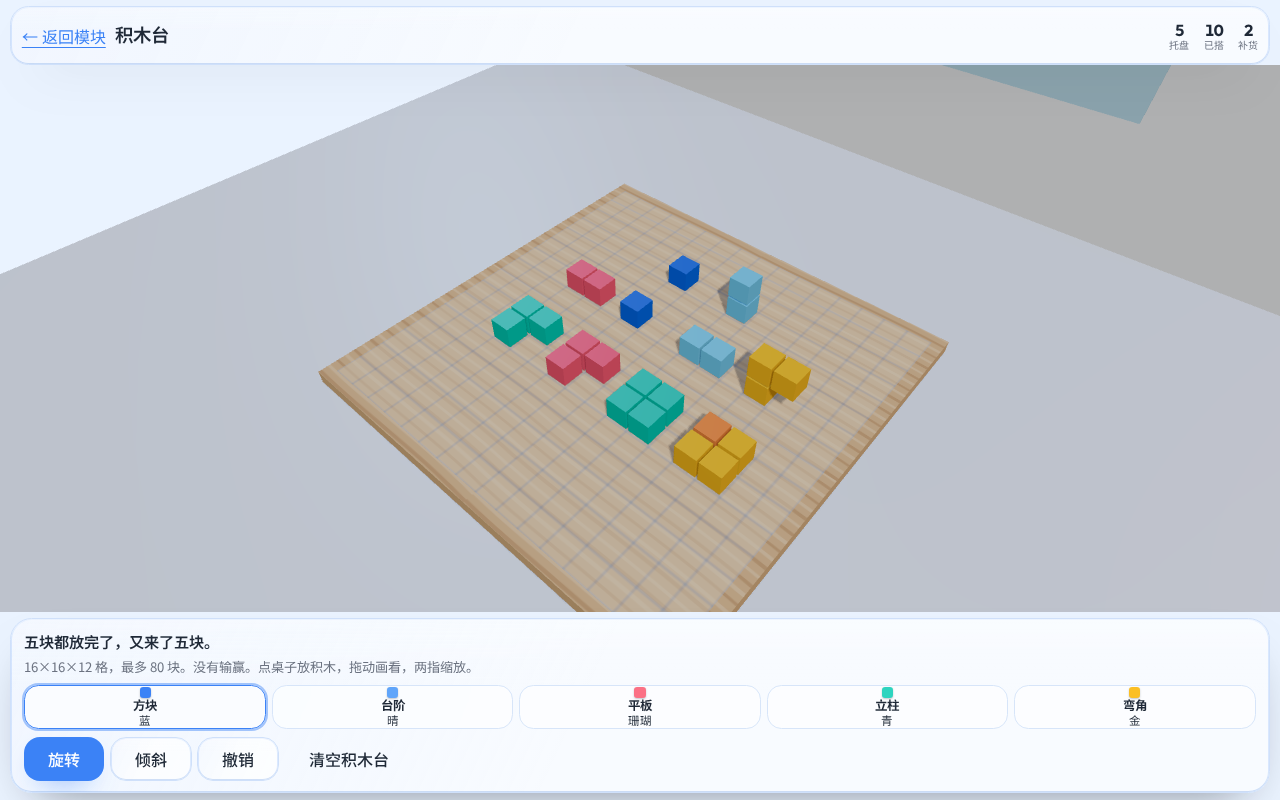 ← 返回模块 积木台
5 10 2
托盘 已搭 补货
五块都放完了，又来了五块。
16×16×12 格，最多 80 块。没有输赢。点桌子放积木，拖动画看，两指缩放。
方块 台阶 平板 立柱 弯角
蓝 晴 珊瑚 青 金
旋转 倾斜 撤销 清空积木台